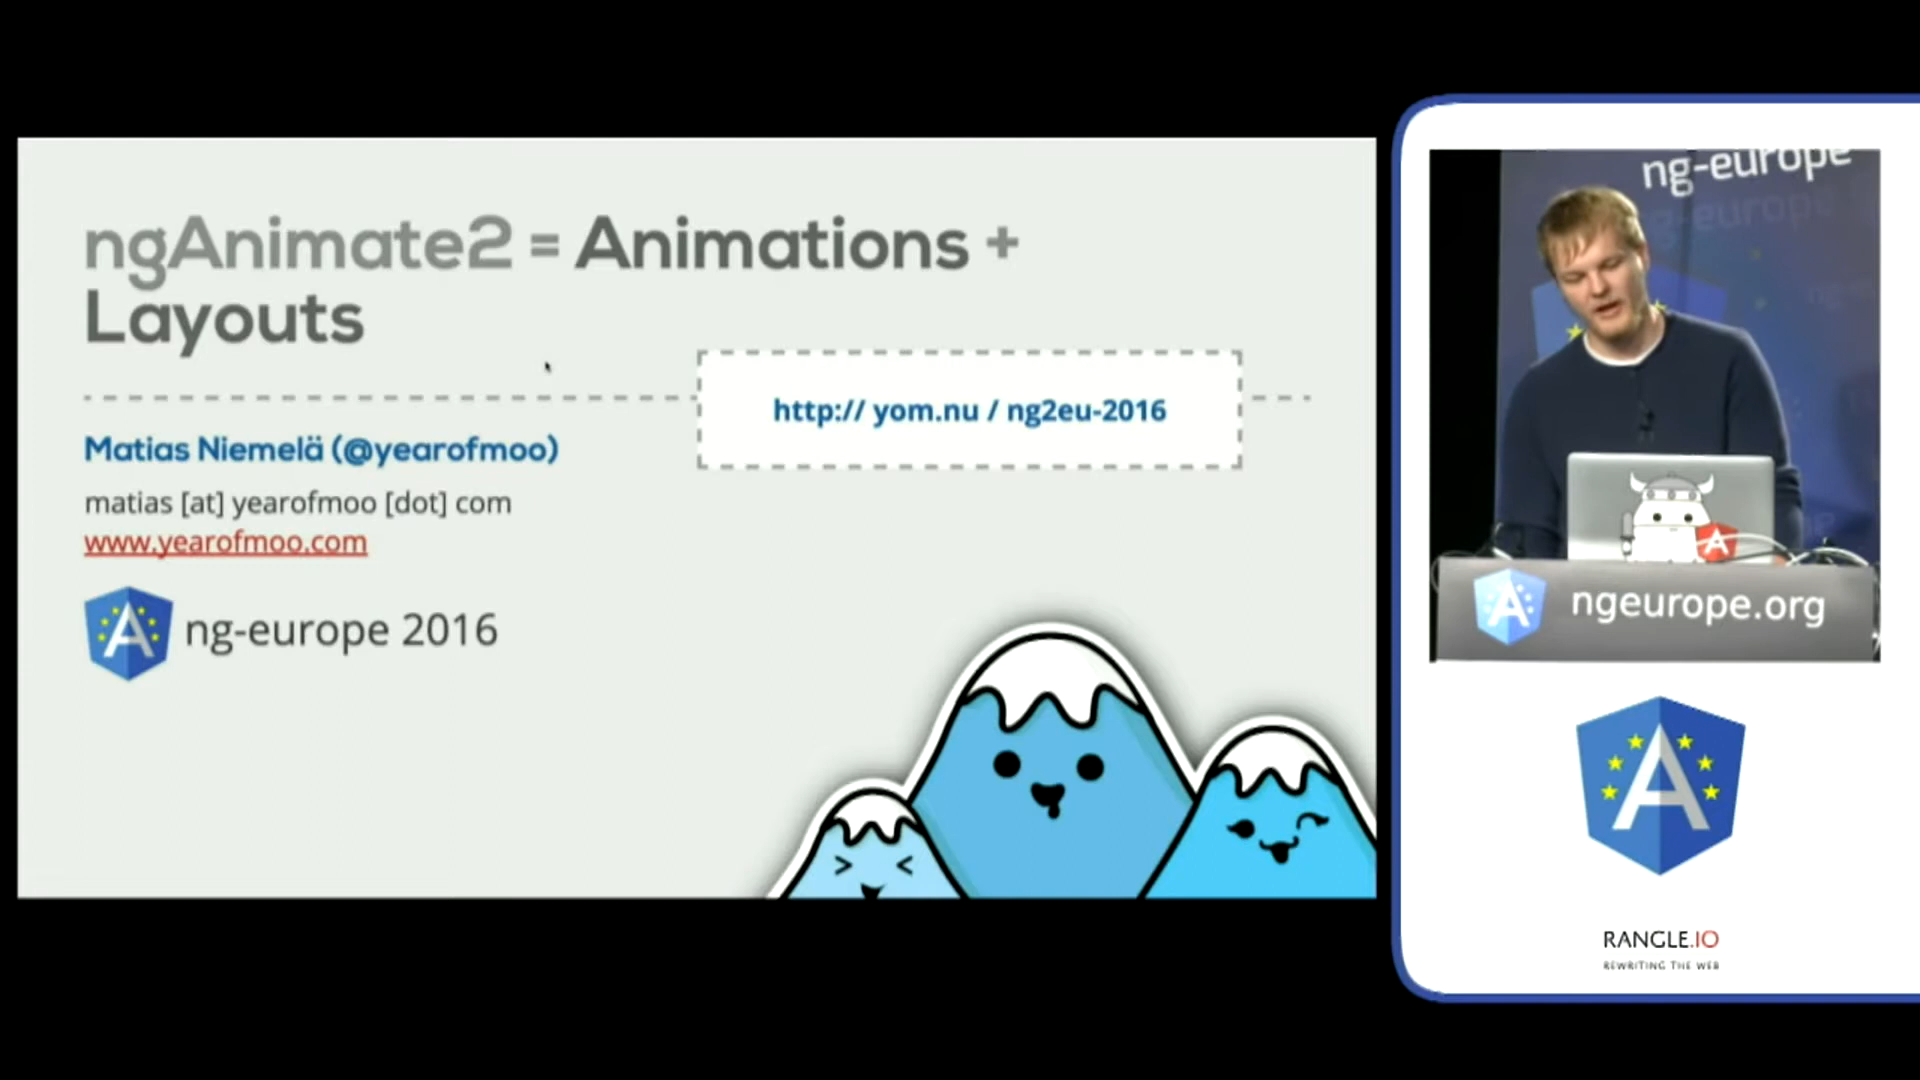 ngAnimate2 = Animations +
Layouts
http:// yom.nu / ng2eu-2016
Matias Niemelä (@yearofmoo)
matias [at] yearofmoo [dot] com
www.yearofmoo.com
ng-europe 2016
ng-europe
g-europe
ngeurope.org
RANGLE.IO
REWRITING THE WEB